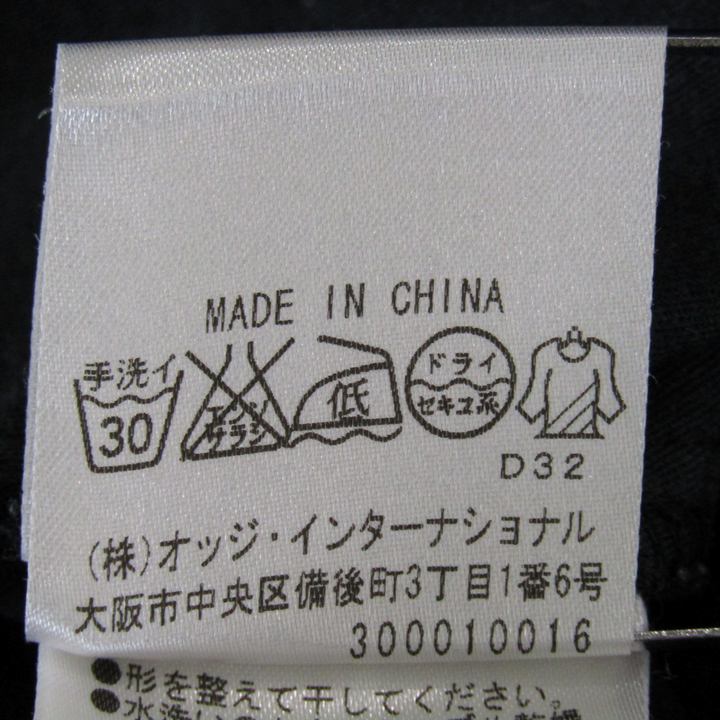 MADE IN CHINA
手洗イ
30
エンソ
サラシ
低
ドライ
セキユ系
D32
(株)オッジ・インターナショナル
大阪市中央区備後町3丁目1番6号
300010016
●形を整えて干してください。
●水洗い